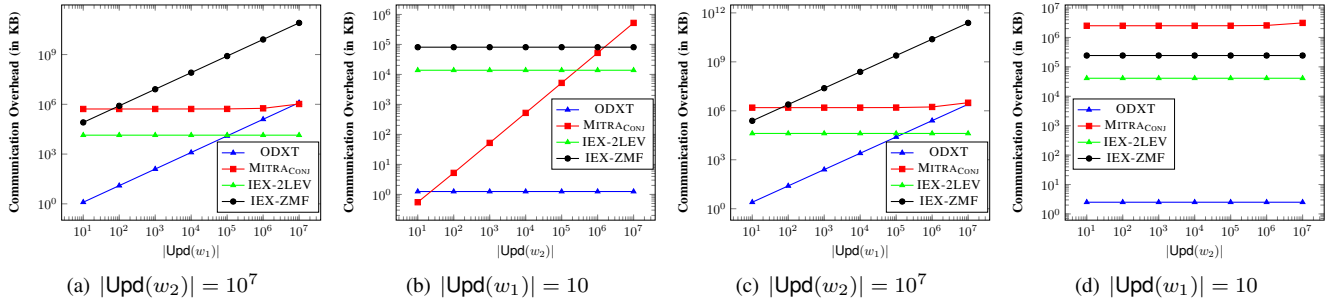 Communication Overhead (in KB)
10^9
10^6
10^4
10^2
10^0
ODXT
MITRA_CONJ
IEX-2LEV
IEX-ZMF
10^1 10^2 10^3 10^4 10^5 10^6 10^7
|Upd(w_1)|
(a) |Upd(w_2)| = 10^7
Communication Overhead (in KB)
10^6
10^5
10^4
10^3
10^2
10^1
10^0
ODXT
MITRA_CONJ
IEX-2LEV
IEX-ZMF
10^1 10^2 10^3 10^4 10^5 10^6 10^7
|Upd(w_2)|
(b) |Upd(w_1)| = 10
Communication Overhead (in KB)
10^12
10^9
10^6
10^4
10^2
10^0
ODXT
MITRA_CONJ
IEX-2LEV
IEX-ZMF
10^1 10^2 10^3 10^4 10^5 10^6 10^7
|Upd(w_1)|
(c) |Upd(w_2)| = 10^7
Communication Overhead (in KB)
10^7
10^6
10^5
10^4
10^3
10^2
10^1
10^0
ODXT
MITRA_CONJ
IEX-2LEV
IEX-ZMF
10^1 10^2 10^3 10^4 10^5 10^6 10^7
|Upd(w_2)|
(d) |Upd(w_1)| = 10